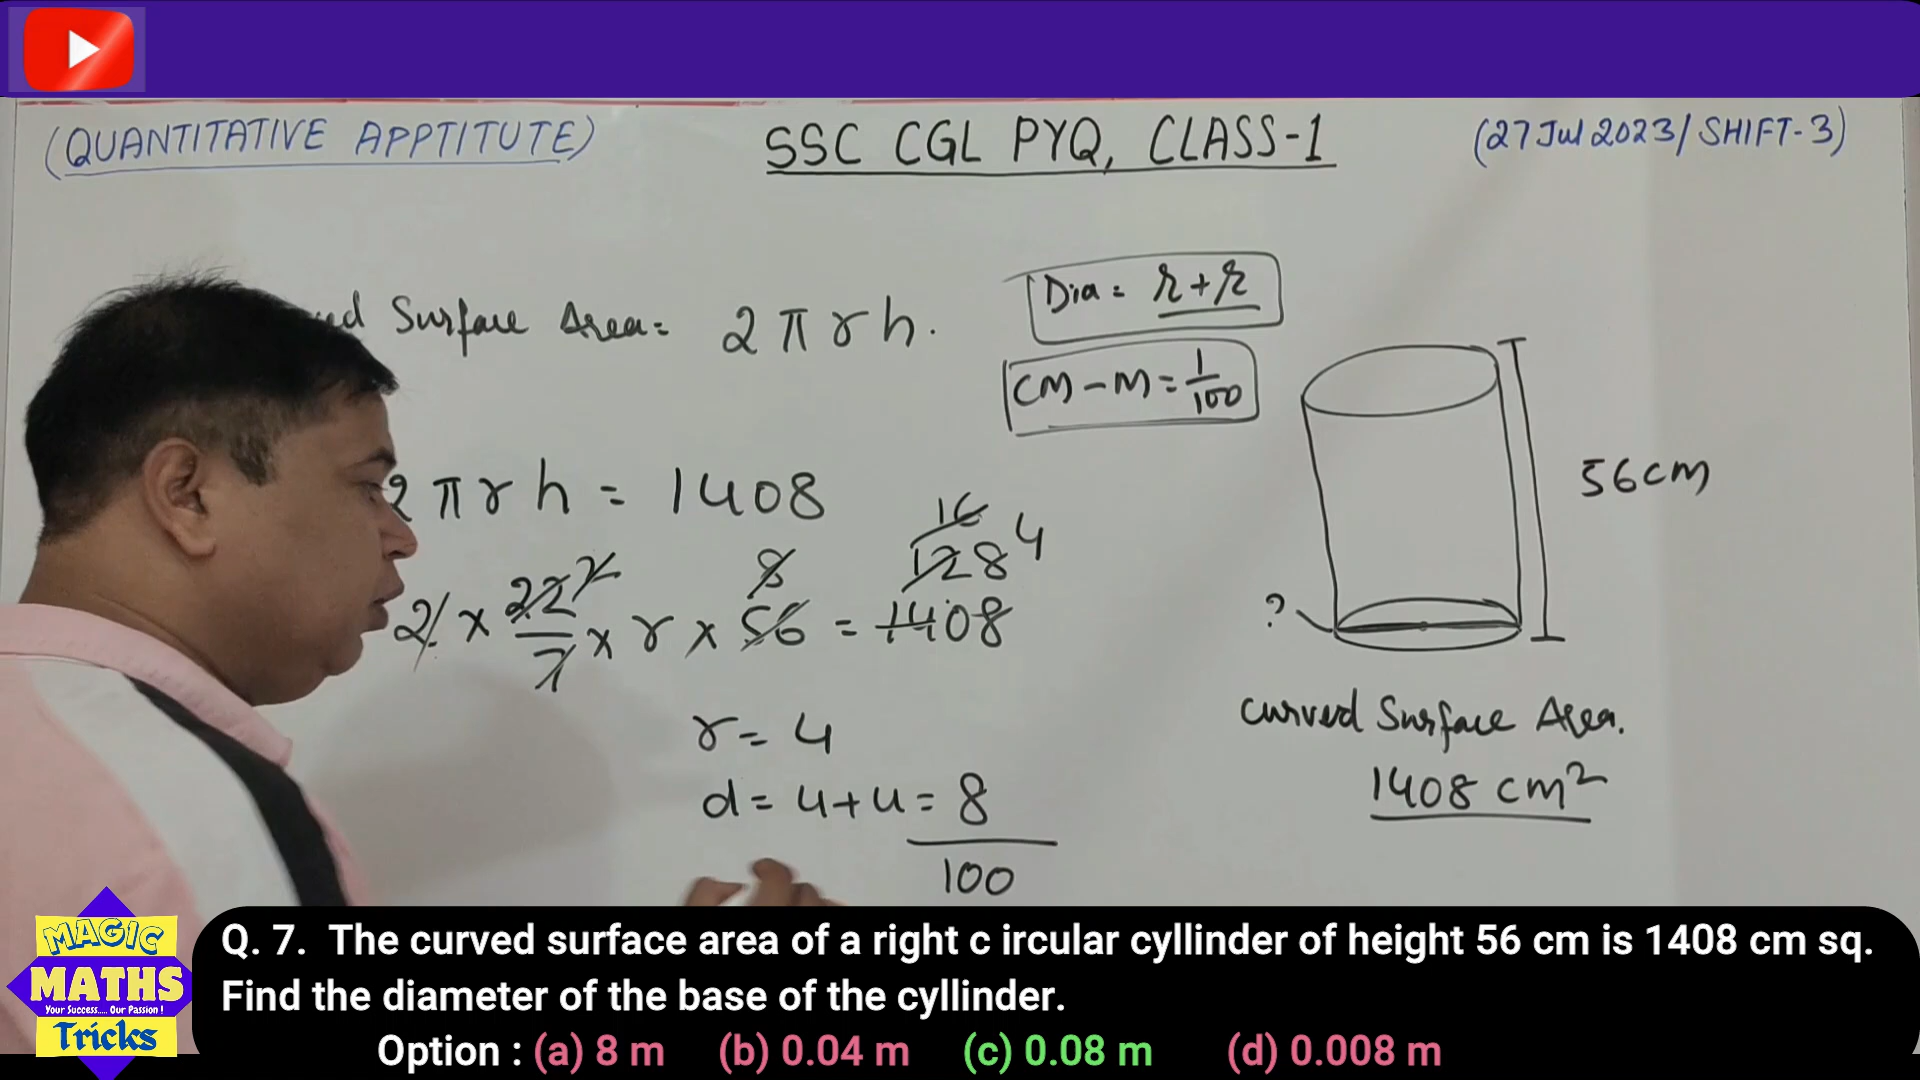 (QUANTITATIVE APPTITUTE)
SSC CGL PYQ, CLASS-1
(27 Jul 2023/ SHIFT-3)
Surface Area = 2πrh.
Dia = r+r
CM - M = 1/100
2πrh = 1408
16
128 4
8
2 × 22/7 × r × 56 = 1408
r = 4
d = 4+4 = 8
100
56cm
?
Curved Surface Area.
1408 cm²
MAGIC
MATHS
Your Success..... Our Passion !
Tricks
Q. 7. The curved surface area of a right c ircular cyllinder of height 56 cm is 1408 cm sq.
Find the diameter of the base of the cyllinder.
Option : (a) 8 m (b) 0.04 m (c) 0.08 m (d) 0.008 m